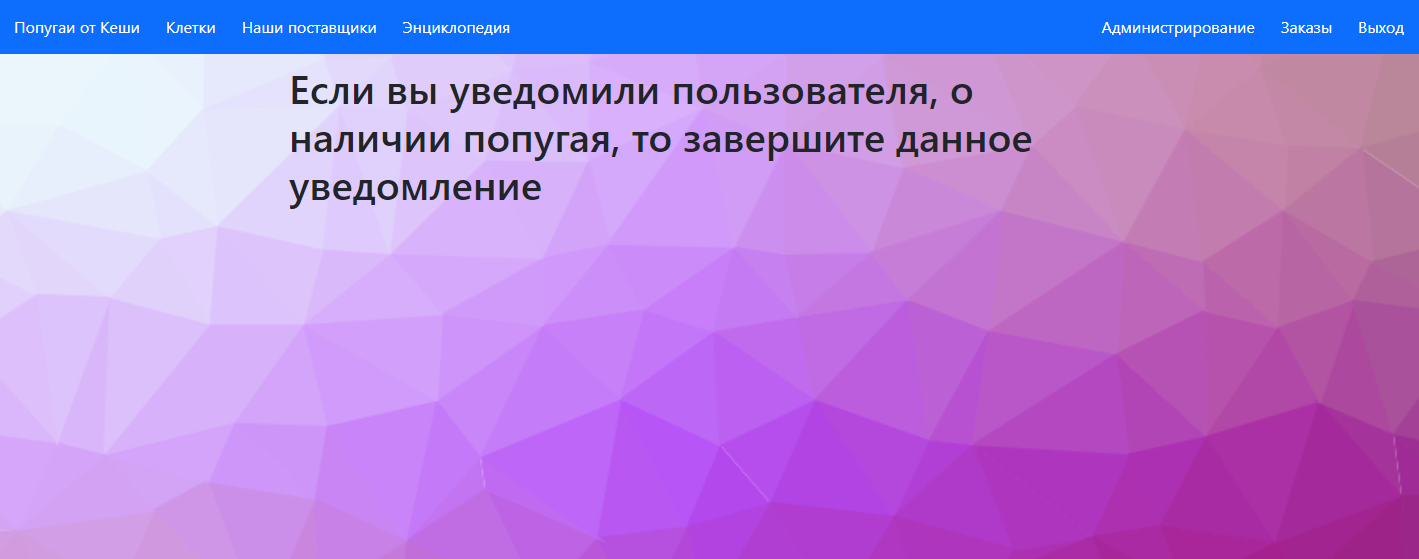 Попугаи от Кеши Клетки Наши поставщики Энциклопедия Администрирование Заказы Выход
Если вы уведомили пользователя, о
наличии попугая, то завершите данное
уведомление